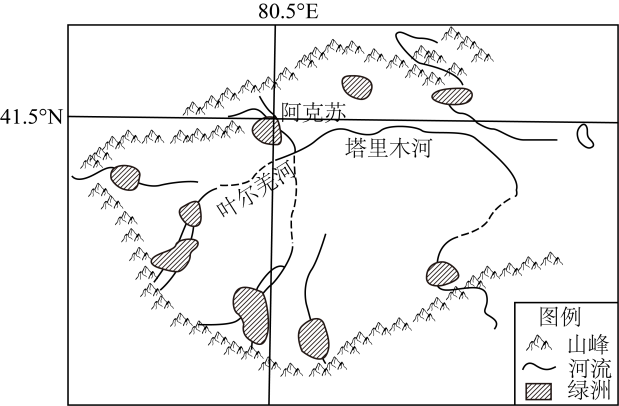 80.5°E
41.5°N
阿克苏
塔里木河
叶尔羌河
图例
山峰
河流
绿洲